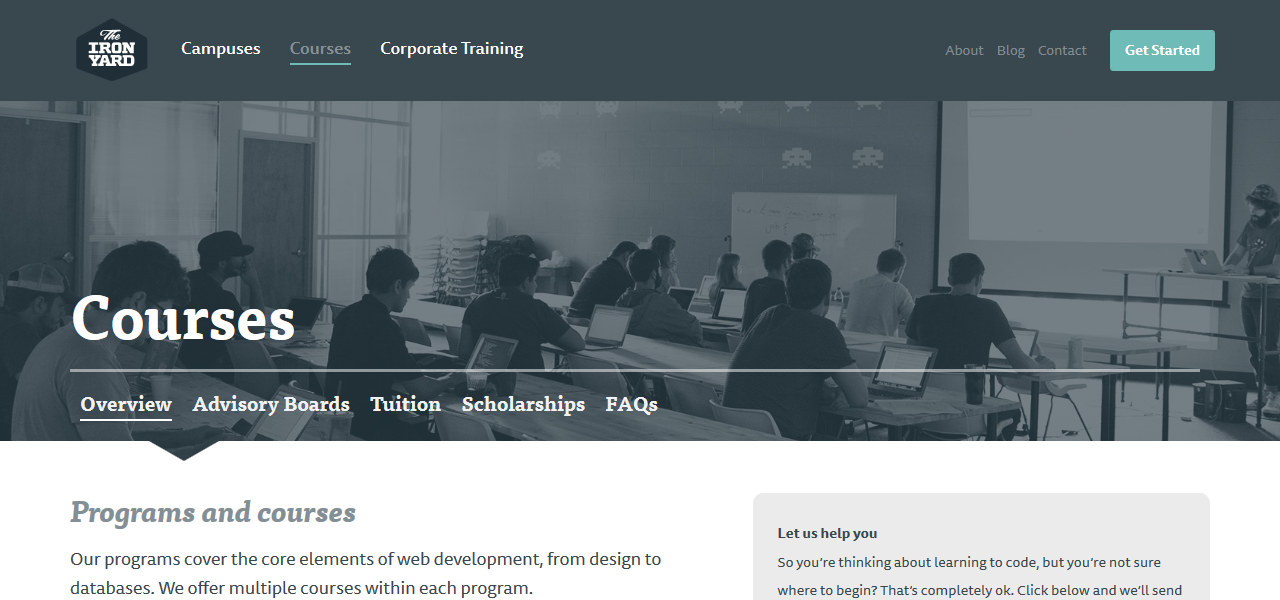 The
IRON
YARD
Campuses
Courses
Corporate Training
About
Blog
Contact
Get Started
Courses
Overview
Advisory Boards
Tuition
Scholarships
FAQs
Programs and courses
Our programs cover the core elements of web development, from design to
databases. We offer multiple courses within each program.
Let us help you
So you’re thinking about learning to code, but you’re not sure
where to begin? That’s completely ok. Click below and we’ll send